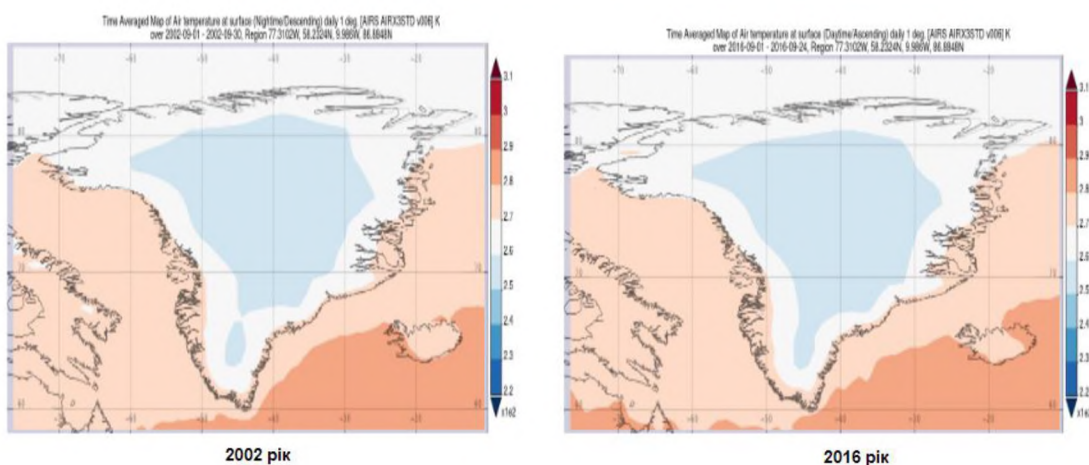 Time Averaged Map of Air temperature at surface (Nightime/Descending) daily 1 deg. [AIRS AIRX3STD v006] K
over 2002-09-01 - 2002-09-30, Region 77.3102W, 58.2324N, 9.986W, 86.8848N
3.1
3
2.9
2.8
2.7
2.6
2.5
2.4
2.3
2.2
x1e2
2002 рік
Time Averaged Map of Air temperature at surface (Daytime/Ascending) daily 1 deg. [AIRS AIRX3STD v006] K
over 2016-09-01 - 2016-09-24, Region 77.3102W, 58.2324N, 9.986W, 86.8848N
3.1
3
2.9
2.8
2.7
2.6
2.5
2.4
2.3
2.2
2016 рік